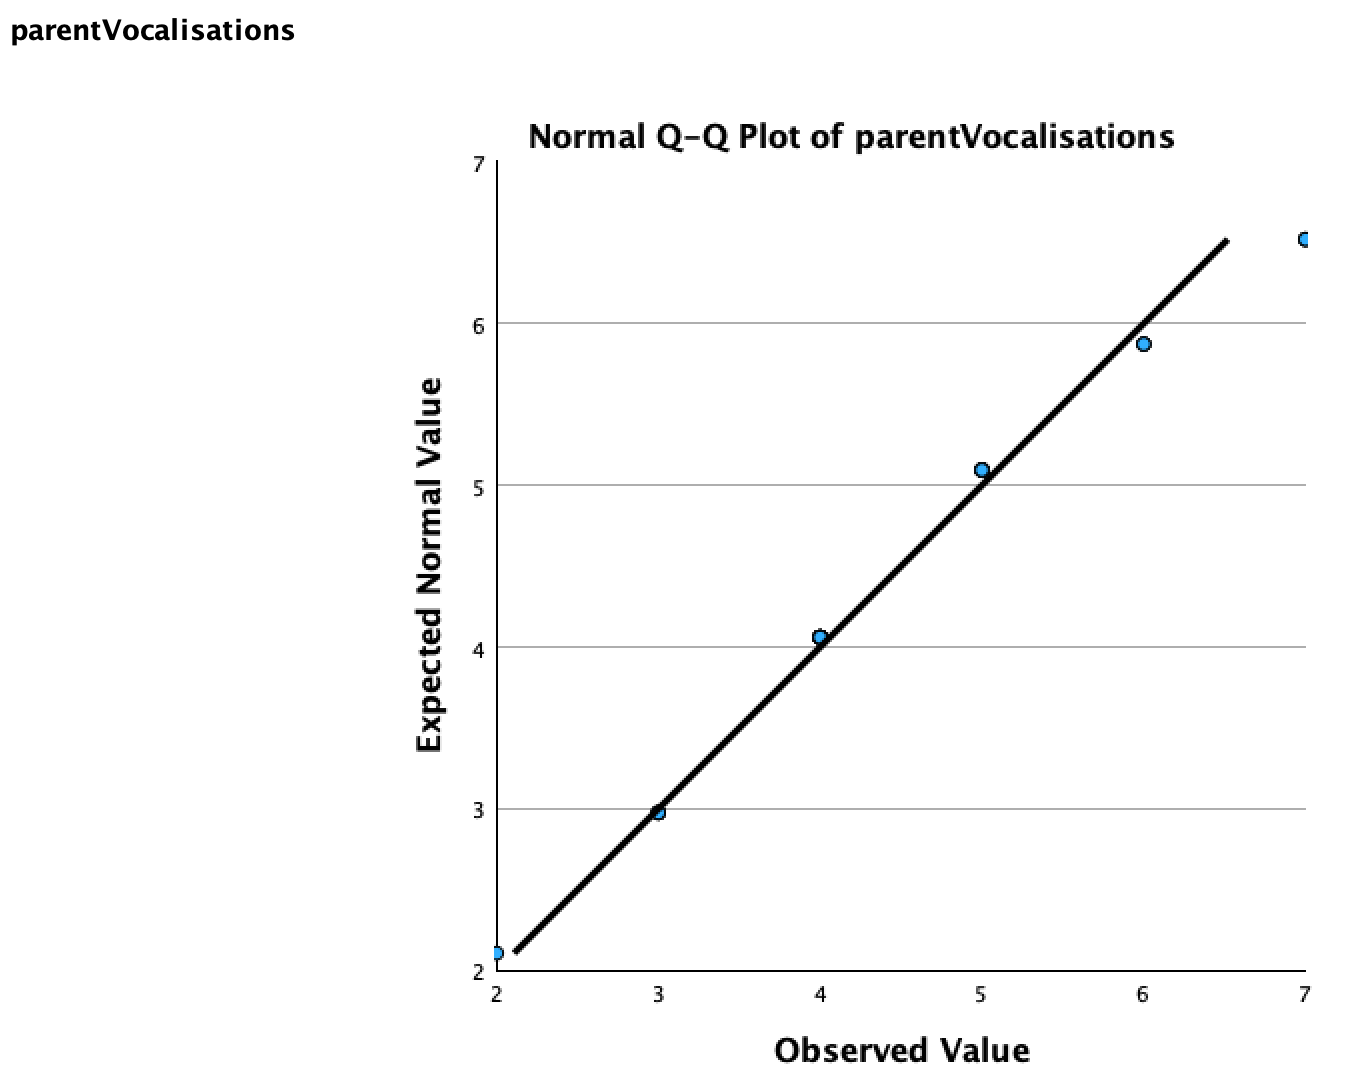 parentVocalisations
Normal Q-Q Plot of parentVocalisations
7
6
5
4
3
2
Expected Normal Value
2 3 4 5 6 7
Observed Value